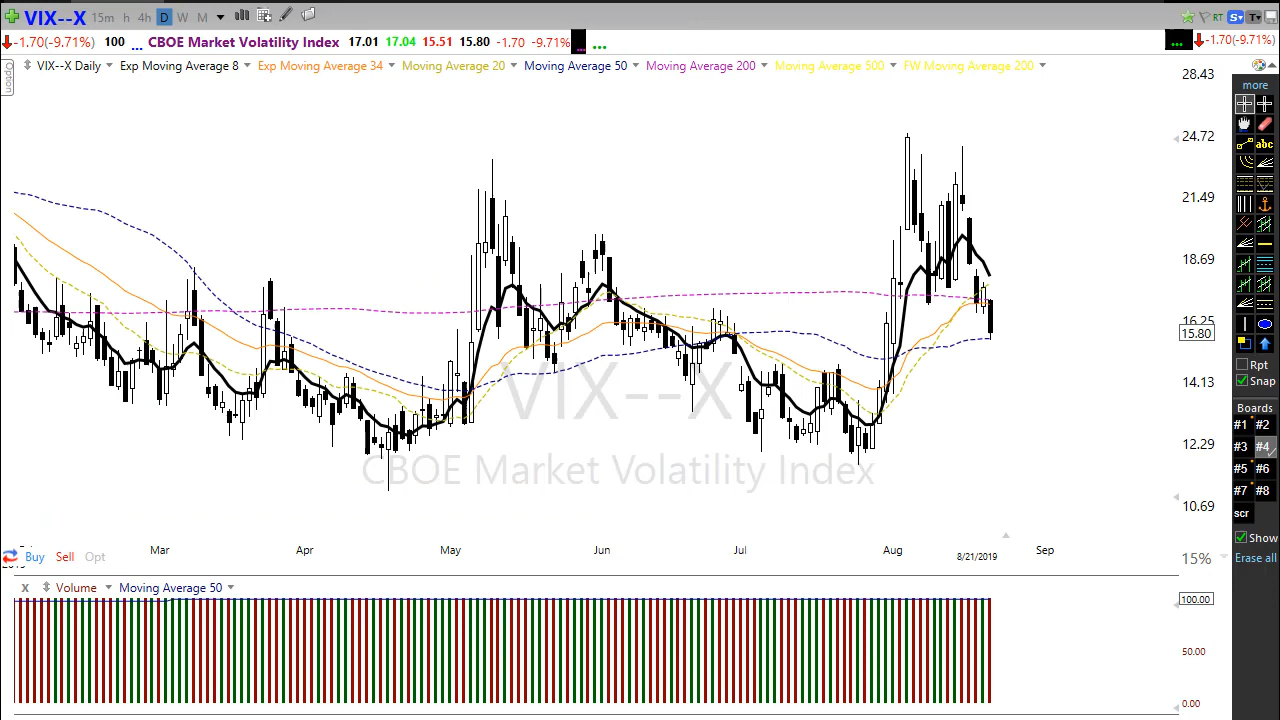 VIX--X 15m h 4h D W M RT S T
-1.70(-9.71%) 100 ... CBOE Market Volatility Index 17.01 17.04 15.51 15.80 -1.70 -9.71% ... ... ... -1.70(-9.71%)
Option
VIX--X Daily Exp Moving Average 8 Exp Moving Average 34 Moving Average 20 Moving Average 50 Moving Average 200 Moving Average 500 FW Moving Average 200
28.43
24.72
21.49
18.69
16.25
15.80
14.13
12.29
10.69
VIX--X
CBOE Market Volatility Index
more
abc
Rpt
Snap
Boards
#1 #2
#3 #4
#5 #6
#7 #8
scr
Show
Erase all
Mar Apr May Jun Jul Aug Sep
8/21/2019
Buy Sell Opt
15%
X Volume Moving Average 50
100.00
50.00
0.00